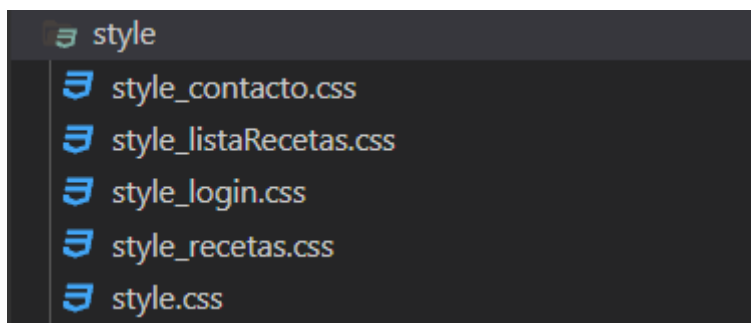 style
style_contacto.css
style_listaRecetas.css
style_login.css
style_recetas.css
style.css